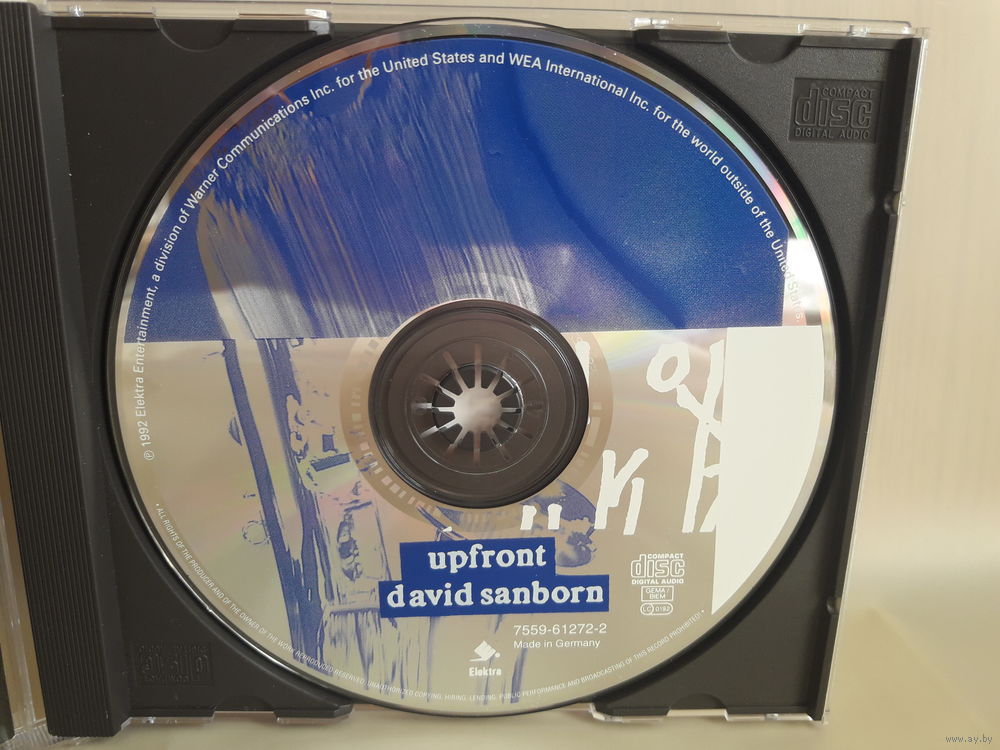 ℗ 1992 Elektra Entertainment, a division of Warner Communications Inc. for the United States and WEA International Inc. for the world outside of the United States
COMPACT
disc
DIGITAL AUDIO
upfront
david sanborn
COMPACT
disc
DIGITAL AUDIO
GEMA /
BIEM
LC 0192
7559-61272-2
Made in Germany
Elektra
• ALL RIGHTS OF THE PRODUCER AND OF THE OWNER OF THE WORK REPRODUCED RESERVED. UNAUTHORIZED COPYING, HIRING, LENDING, PUBLIC PERFORMANCE AND BROADCASTING OF THIS RECORD PROHIBITED! •
www.ay.by